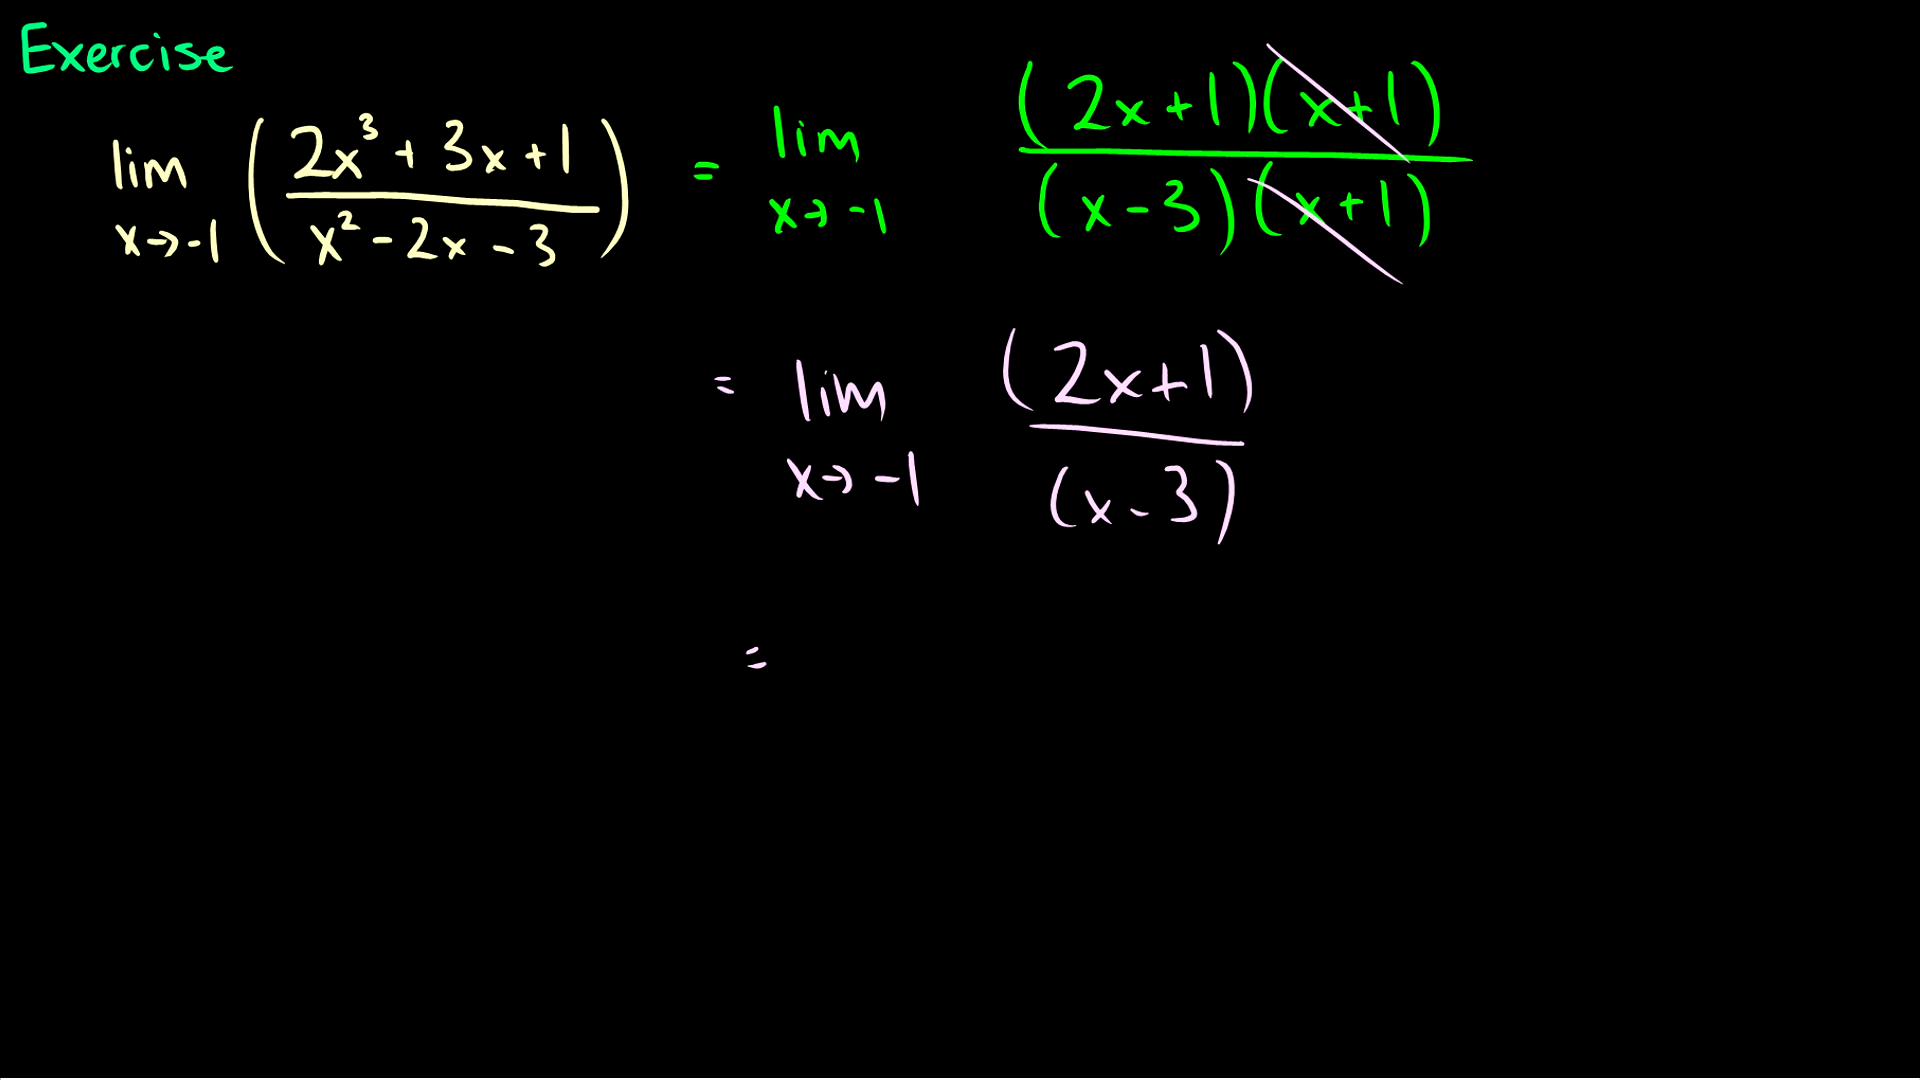 Exercise
lim x→-1 ( (2x³ + 3x + 1) / (x² - 2x - 3) ) = lim x→-1 (2x+1)(x+1) / (x-3)(x+1)
= lim x→-1 (2x+1) / (x-3)
=